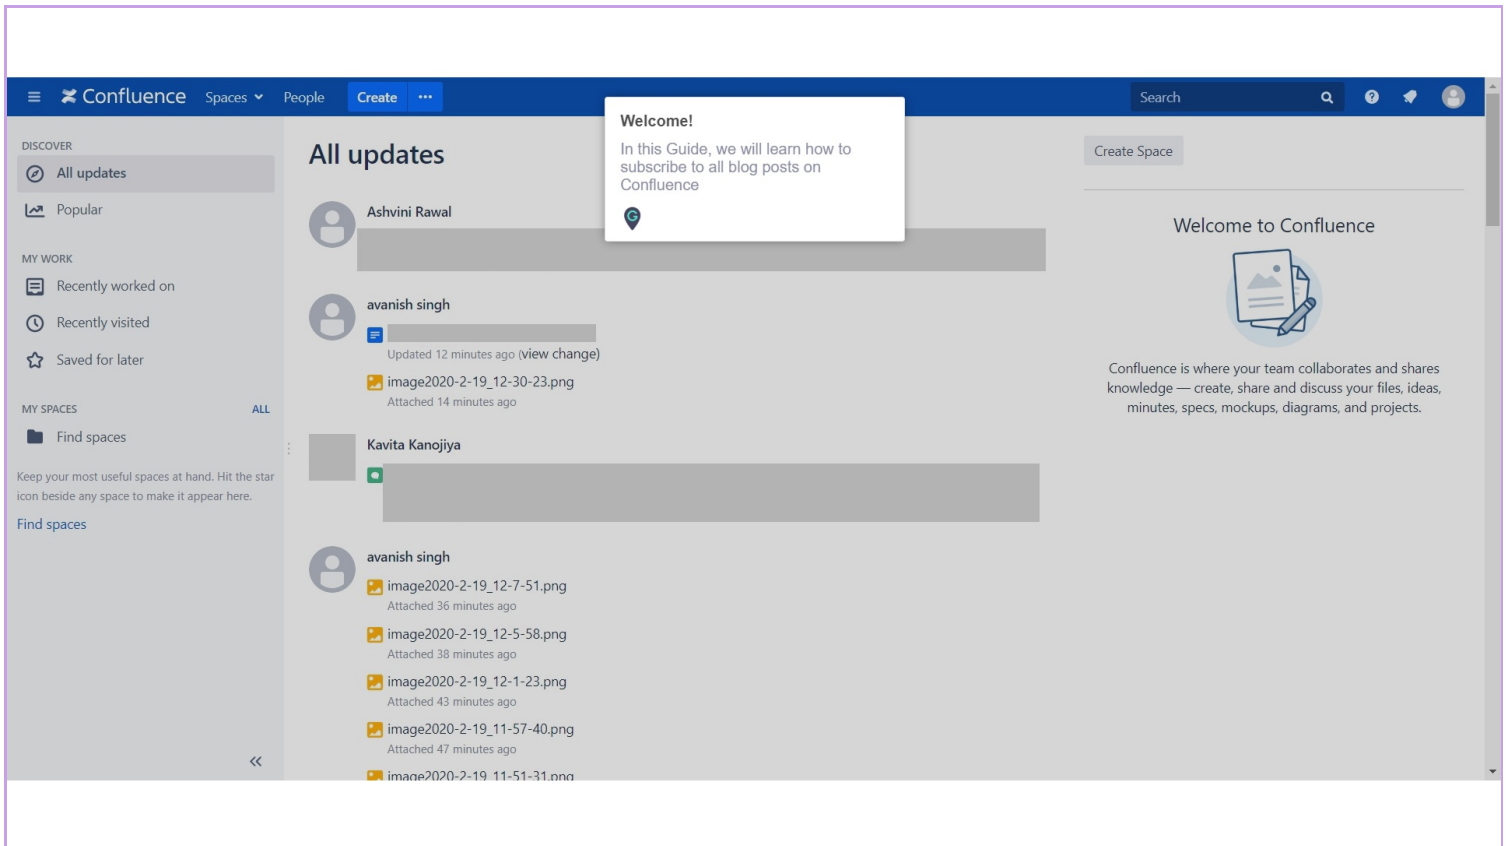 Confluence Spaces People Create ··· Search
DISCOVER
All updates
Popular
MY WORK
Recently worked on
Recently visited
Saved for later
MY SPACES ALL
Find spaces
Keep your most useful spaces at hand. Hit the star
icon beside any space to make it appear here.
Find spaces
All updates
Ashvini Rawal
avanish singh
Updated 12 minutes ago (view change)
image2020-2-19_12-30-23.png
Attached 14 minutes ago
Kavita Kanojiya
avanish singh
image2020-2-19_12-7-51.png
Attached 36 minutes ago
image2020-2-19_12-5-58.png
Attached 38 minutes ago
image2020-2-19_12-1-23.png
Attached 43 minutes ago
image2020-2-19_11-57-40.png
Attached 47 minutes ago
image2020-2-19_11-51-31.png
Welcome!
In this Guide, we will learn how to
subscribe to all blog posts on
Confluence
G
Create Space
Welcome to Confluence
Confluence is where your team collaborates and shares
knowledge — create, share and discuss your files, ideas,
minutes, specs, mockups, diagrams, and projects.